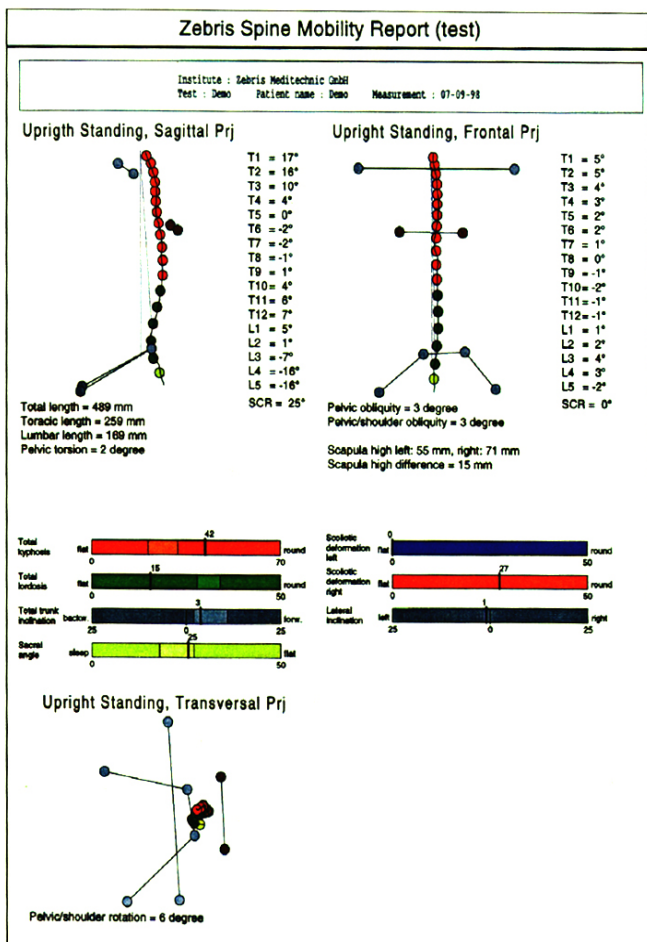 Zebris Spine Mobility Report (test)
Institute : Zebris Meditechnic GmbH
Test : Demo Patient name : Demo Measurement : 07-09-98
Uprigth Standing, Sagittal Prj
T1 = 17°
T2 = 16°
T3 = 10°
T4 = 4°
T5 = 0°
T6 = -2°
T7 = -2°
T8 = -1°
T9 = 1°
T10 = 4°
T11 = 6°
T12 = 7°
L1 = 5°
L2 = 1°
L3 = -7°
L4 = -16°
L5 = -16°
SCR = 25°
Total length = 489 mm
Toracic length = 259 mm
Lumbar length = 169 mm
Pelvic torsion = 2 degree
Upright Standing, Frontal Prj
T1 = 5°
T2 = 5°
T3 = 4°
T4 = 3°
T5 = 2°
T6 = 2°
T7 = 1°
T8 = 0°
T9 = -1°
T10 = -2°
T11 = -1°
T12 = -1°
L1 = 1°
L2 = 2°
L3 = 4°
L4 = 3°
L5 = -2°
SCR = 0°
Pelvic obliquity = 3 degree
Pelvic/shoulder obliquity = 3 degree
Scapula high left: 55 mm, right: 71 mm
Scapula high difference = 15 mm
42
Total kyphosis flat round
0 70
15
Total lordosis flat round
0 50
3
Total trunk inclination backw. forw.
25 0 25
25
Sacral angle steep flat
0 50
0
Scoliotic deformation left flat round
0 50
27
Scoliotic deformation right flat round
0 50
1
Lateral inclination left right
25 0 25
Upright Standing, Transversal Prj
Pelvic/shoulder rotation = 6 degree